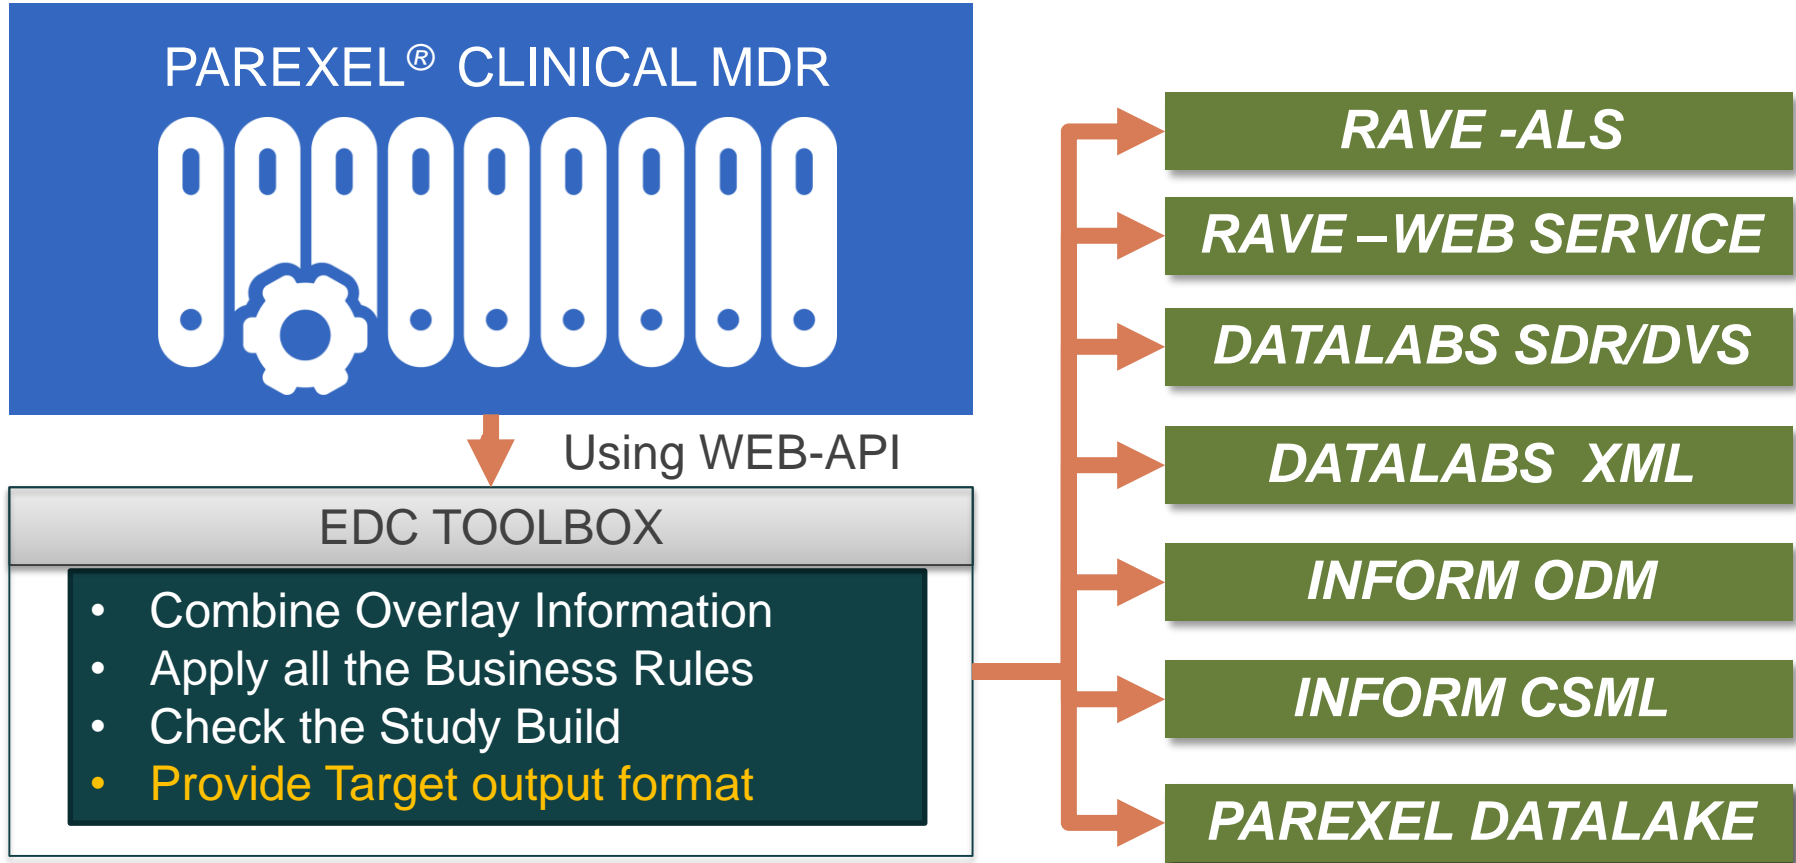 PAREXEL® CLINICAL MDR
Using WEB-API
EDC TOOLBOX
• Combine Overlay Information
• Apply all the Business Rules
• Check the Study Build
• Provide Target output format
RAVE -ALS
RAVE –WEB SERVICE
DATALABS SDR/DVS
DATALABS XML
INFORM ODM
INFORM CSML
PAREXEL DATALAKE